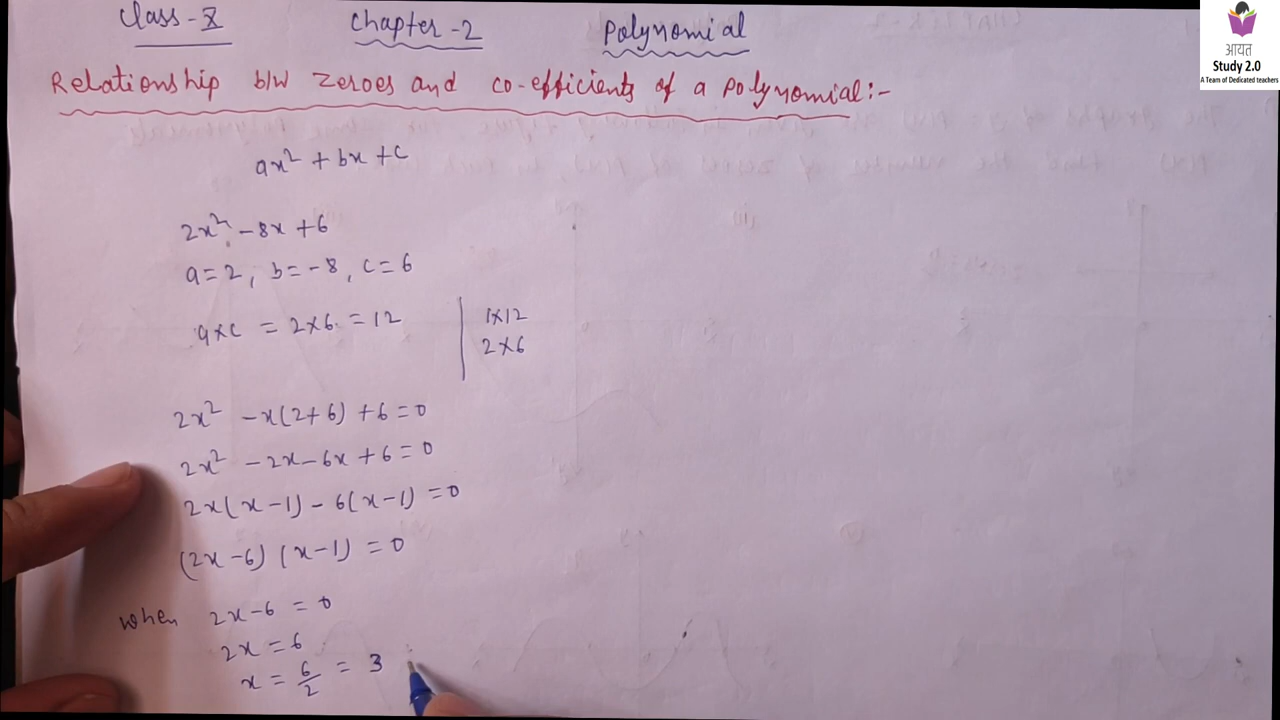 Class-X Chapter-2 Polynomial
आयत
Study 2.0
A Team of Dedicated teachers
Relationship b/w zeroes and co-efficients of a polynomial:-
ax² + bx + c
2x² - 8x + 6
a = 2, b = -8, c = 6
a×c = 2×6 = 12
1×12
2×6
2x² - x(2+6) + 6 = 0
2x² - 2x - 6x + 6 = 0
2x(x-1) - 6(x-1) = 0
(2x-6) (x-1) = 0
when 2x-6 = 0
2x = 6
x = 6/2 = 3